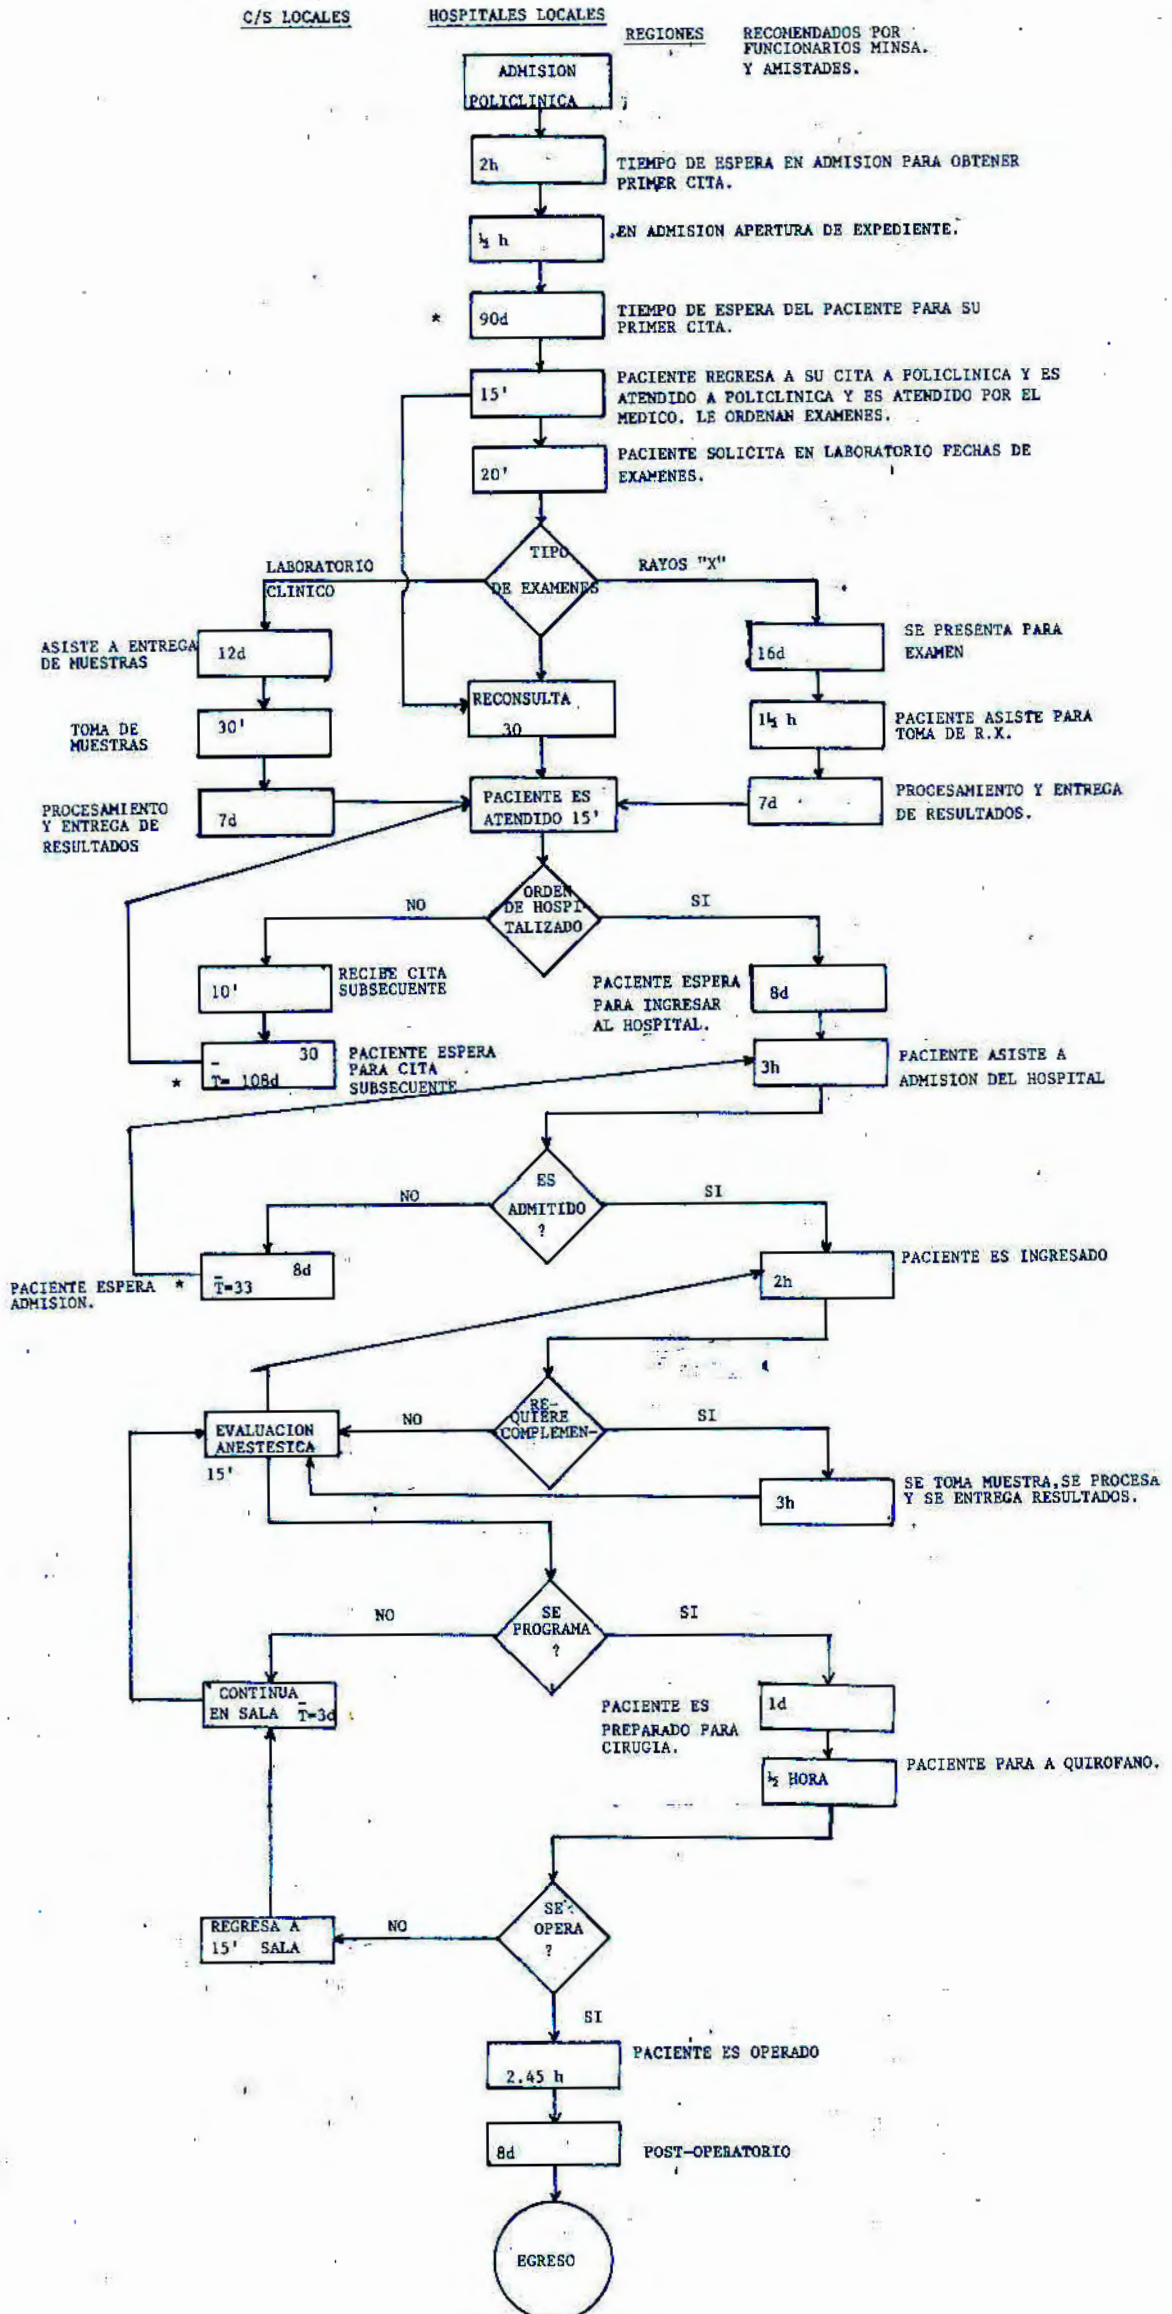 C/S LOCALES
HOSPITALES LOCALES
REGIONES
RECOMENDADOS POR
FUNCIONARIOS MINSA.
Y AMISTADES.
ADMISION
POLICLINICA
2h
TIEMPO DE ESPERA EN ADMISION PARA OBTENER
PRIMER CITA.
½ h
EN ADMISION APERTURA DE EXPEDIENTE.
*
90d
TIEMPO DE ESPERA DEL PACIENTE PARA SU
PRIMER CITA.
15'
PACIENTE REGRESA A SU CITA A POLICLINICA Y ES
ATENDIDO A POLICLINICA Y ES ATENDIDO POR EL
MEDICO. LE ORDENAN EXAMENES.
20'
PACIENTE SOLICITA EN LABORATORIO FECHAS DE
EXAMENES.
TIPO
DE EXAMENES
LABORATORIO
CLINICO
RAYOS "X"
ASISTE A ENTREGA
DE MUESTRAS
12d
16d
SE PRESENTA PARA
EXAMEN
RECONSULTA
30
TOMA DE
MUESTRAS
30'
1½ h
PACIENTE ASISTE PARA
TOMA DE R.X.
PROCESAMIENTO
Y ENTREGA DE
RESULTADOS
7d
PACIENTE ES
ATENDIDO 15'
7d
PROCESAMIENTO Y ENTREGA
DE RESULTADOS.
ORDEN
DE HOSPI-
TALIZADO
NO
SI
10'
RECIBE CITA
SUBSECUENTE
PACIENTE ESPERA
PARA INGRESAR
AL HOSPITAL.
8d
*
30
T̄= 108d
PACIENTE ESPERA
PARA CITA
SUBSECUENTE
3h
PACIENTE ASISTE A
ADMISION DEL HOSPITAL
ES
ADMITIDO
?
NO
SI
PACIENTE ESPERA
ADMISION.
*
8d
T̄=33
2h
PACIENTE ES INGRESADO
RE-
QUIERE
COMPLEMEN-
NO
SI
EVALUACION
ANESTESICA
15'
3h
SE TOMA MUESTRA,SE PROCESA
Y SE ENTREGA RESULTADOS.
SE
PROGRAMA
?
NO
SI
CONTINUA
EN SALA T̄=3d
PACIENTE ES
PREPARADO PARA
CIRUGIA.
1d
½ HORA
PACIENTE PARA A QUIROFANO.
SE
OPERA
?
NO
REGRESA A
15' SALA
SI
2.45 h
PACIENTE ES OPERADO
8d
POST-OPERATORIO
EGRESO